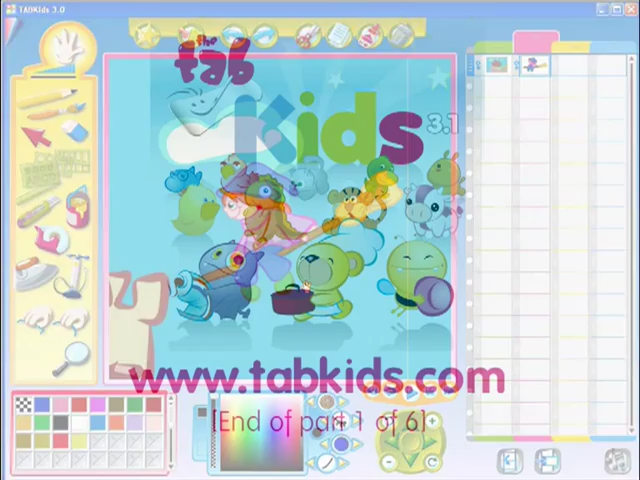 TABKids 3.0
the
tab
Kids
3.1
www.tabkids.com
[End of part 1 of 6]